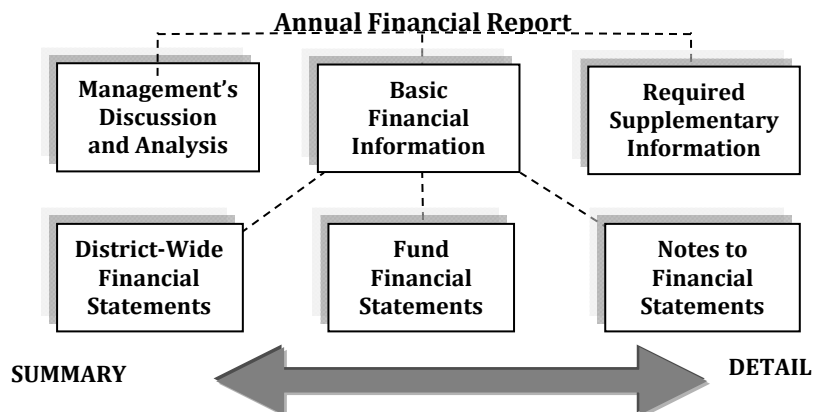 Annual Financial Report
Management’s
Discussion
and Analysis
Basic
Financial
Information
Required
Supplementary
Information
District-Wide
Financial
Statements
Fund
Financial
Statements
Notes to
Financial
Statements
SUMMARY
DETAIL